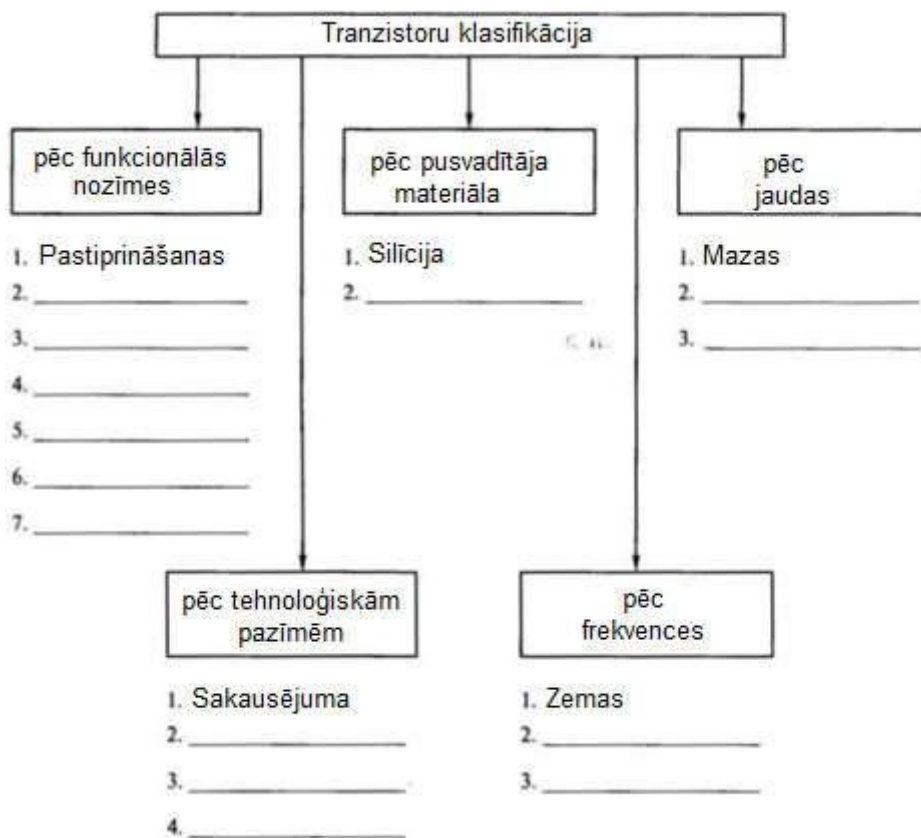 Tranzistoru klasifikācija
pēc funkcionālās
nozīmes
1. Pastiprināšanas
2.
3.
4.
5.
6.
7.
pēc pusvadītāja
materiāla
1. Silīcija
2.
pēc
jaudas
1. Mazas
2.
3.
pēc tehnoloģiskām
pazīmēm
1. Sakausējuma
2.
3.
4.
pēc
frekvences
1. Zemas
2.
3.